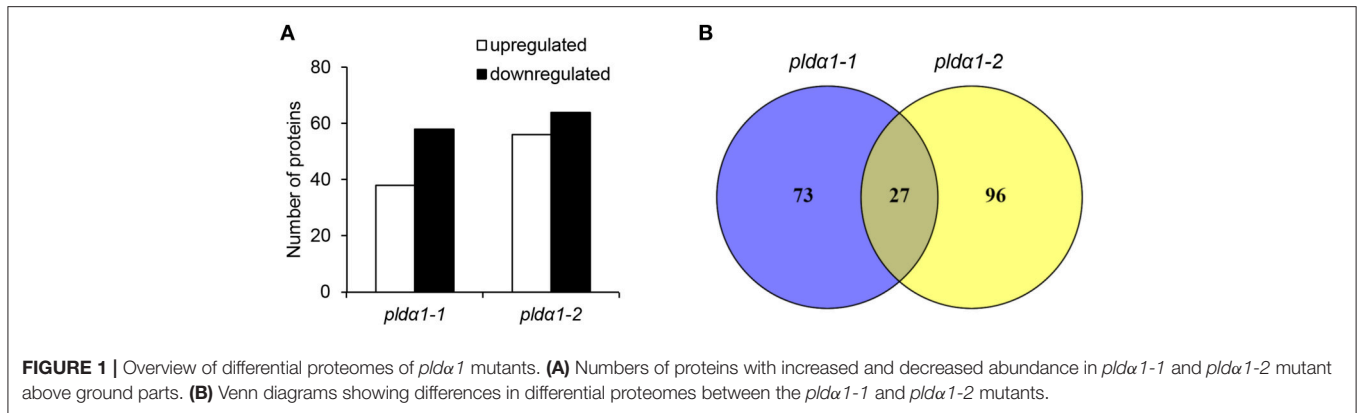 A
upregulated
downregulated
80
60
40
20
0
Number of proteins
pldα1-1
pldα1-2
B
pldα1-1
pldα1-2
73
27
96
FIGURE 1 | Overview of differential proteomes of pldα1 mutants. (A) Numbers of proteins with increased and decreased abundance in pldα1-1 and pldα1-2 mutant
above ground parts. (B) Venn diagrams showing differences in differential proteomes between the pldα1-1 and pldα1-2 mutants.